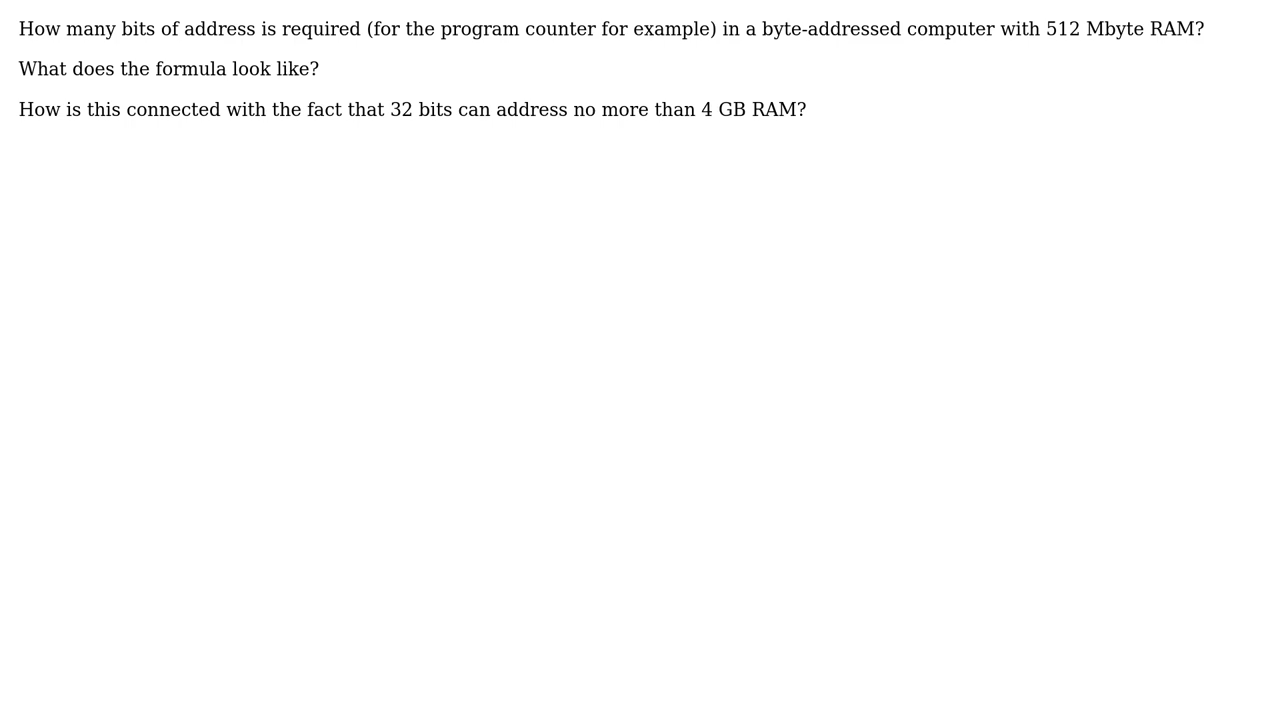 How many bits of address is required (for the program counter for example) in a byte-addressed computer with 512 Mbyte RAM?
What does the formula look like?
How is this connected with the fact that 32 bits can address no more than 4 GB RAM?